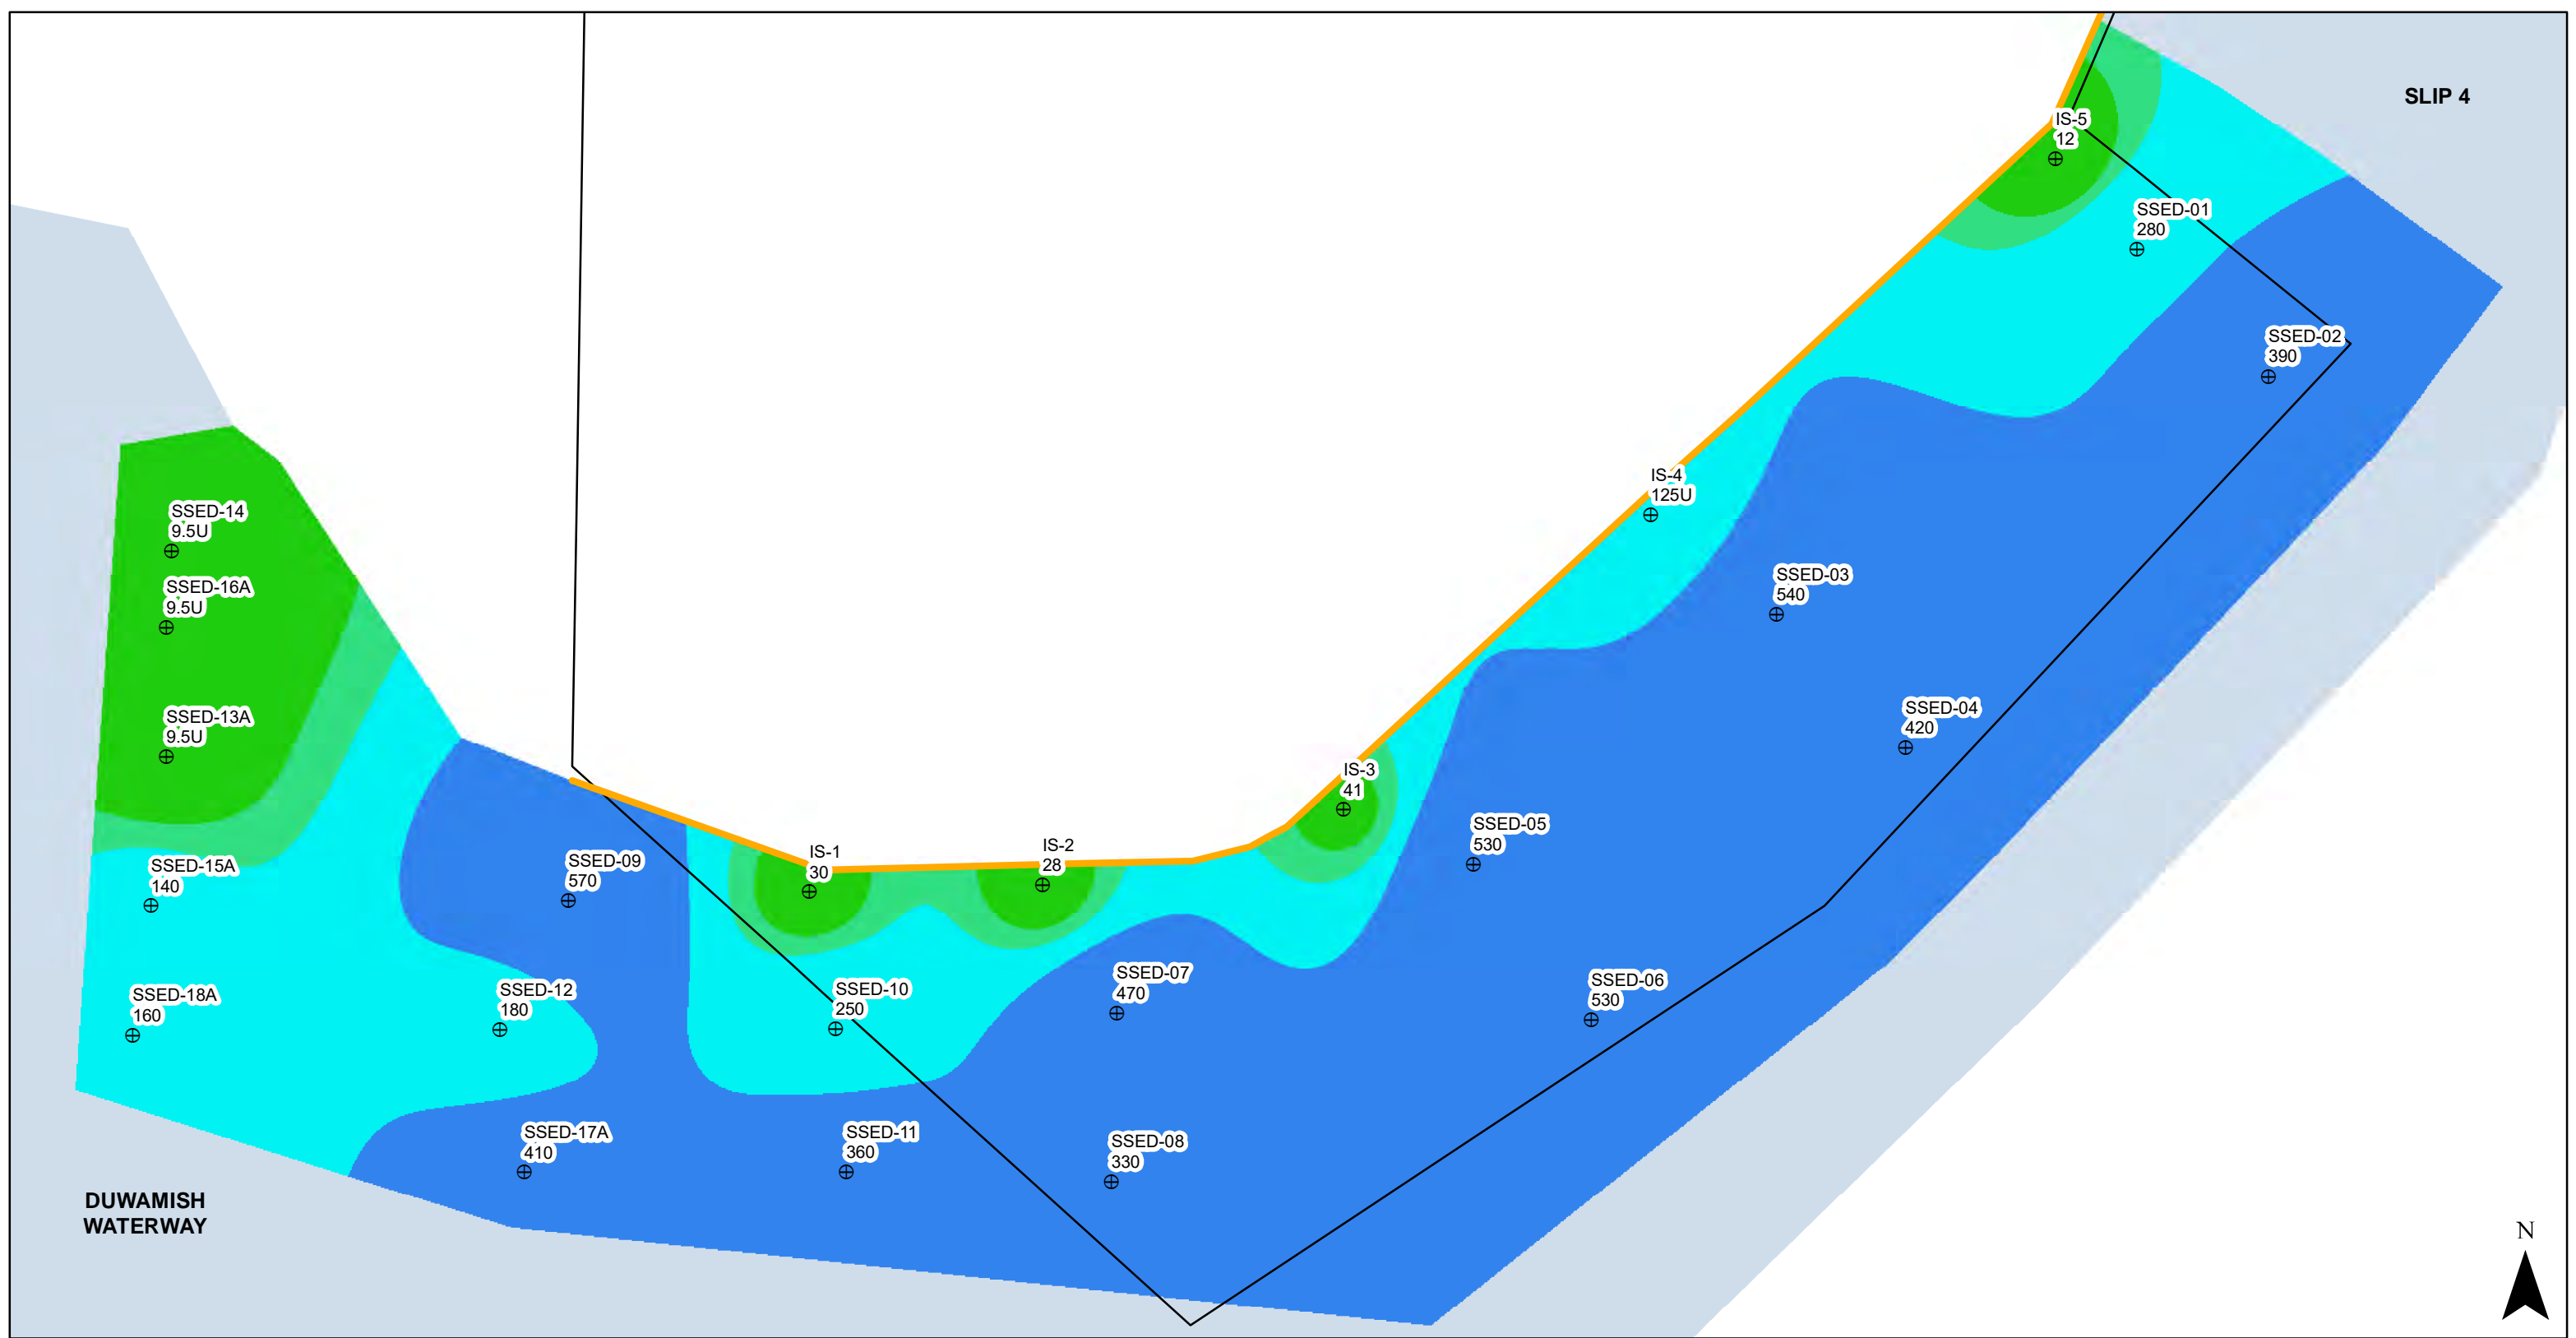 SLIP 4
IS-5
12
SSED-01
280
SSED-02
390
IS-4
125U
SSED-14
9.5U
SSED-03
540
SSED-16A
9.5U
SSED-04
420
SSED-13A
9.5U
IS-3
41
SSED-05
530
IS-2
28
IS-1
30
SSED-09
570
SSED-15A
140
SSED-07
470
SSED-06
530
SSED-10
250
SSED-12
180
SSED-18A
160
SSED-17A
410
SSED-11
360
SSED-08
330
DUWAMISH
WATERWAY
N